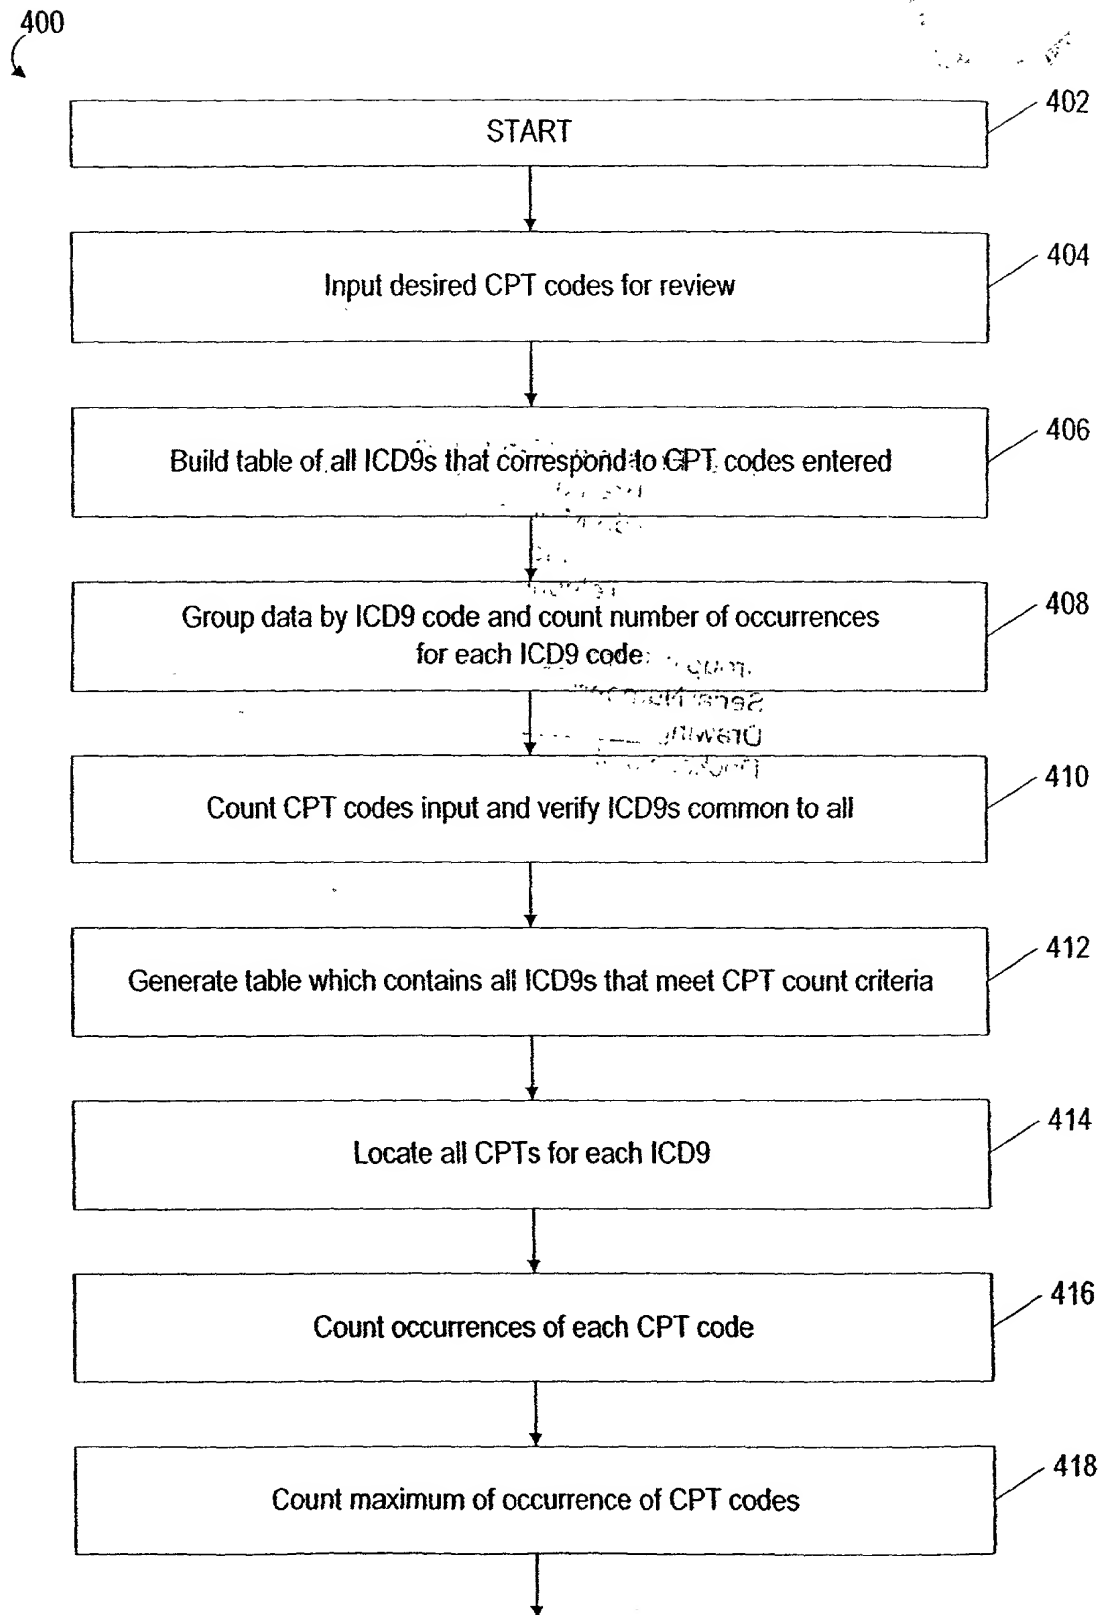 400
START
402
Input desired CPT codes for review
404
Build table of all ICD9s that correspond to CPT codes entered
406
Group data by ICD9 code and count number of occurrences
for each ICD9 code
408
Count CPT codes input and verify ICD9s common to all
410
Generate table which contains all ICD9s that meet CPT count criteria
412
Locate all CPTs for each ICD9
414
Count occurrences of each CPT code
416
Count maximum of occurrence of CPT codes
418